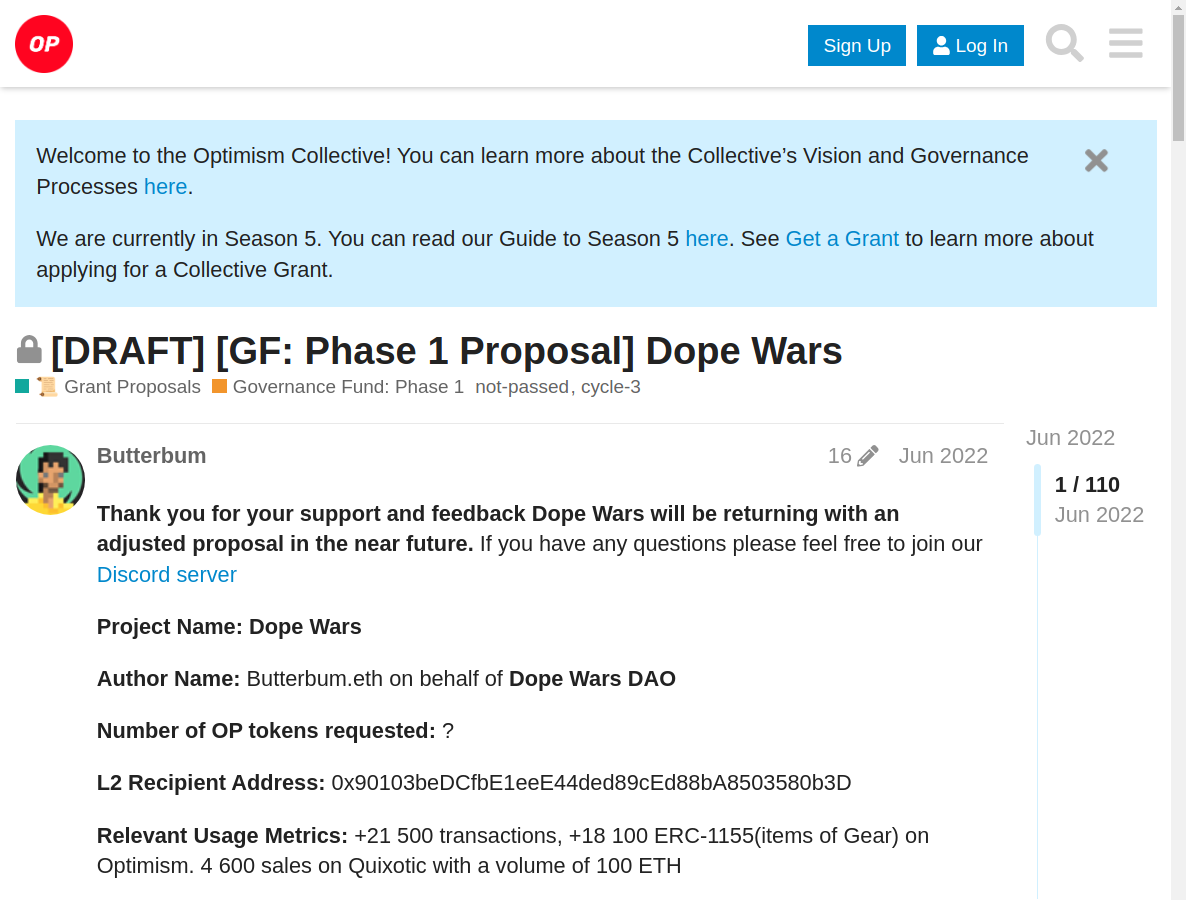 OP
Sign Up
Log In
Welcome to the Optimism Collective! You can learn more about the Collective’s Vision and Governance
Processes here.
We are currently in Season 5. You can read our Guide to Season 5 here. See Get a Grant to learn more about
applying for a Collective Grant.
[DRAFT] [GF: Phase 1 Proposal] Dope Wars
📜 Grant Proposals Governance Fund: Phase 1 not-passed, cycle-3
Butterbum
16
Jun 2022
Thank you for your support and feedback Dope Wars will be returning with an
adjusted proposal in the near future. If you have any questions please feel free to join our
Discord server
Project Name: Dope Wars
Author Name: Butterbum.eth on behalf of Dope Wars DAO
Number of OP tokens requested: ?
L2 Recipient Address: 0x90103beDCfbE1eeE44ded89cEd88bA8503580b3D
Relevant Usage Metrics: +21 500 transactions, +18 100 ERC-1155(items of Gear) on
Optimism. 4 600 sales on Quixotic with a volume of 100 ETH
Jun 2022
1 / 110
Jun 2022